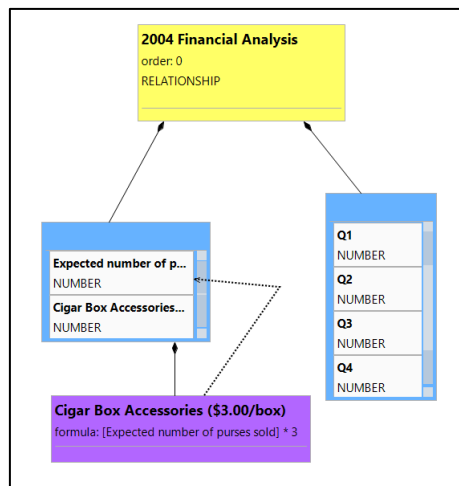 2004 Financial Analysis
order: 0
RELATIONSHIP
Expected number of p...
NUMBER
Cigar Box Accessories...
NUMBER
Q1
NUMBER
Q2
NUMBER
Q3
NUMBER
Q4
NUMBER
Cigar Box Accessories ($3.00/box)
formula: [Expected number of purses sold] * 3